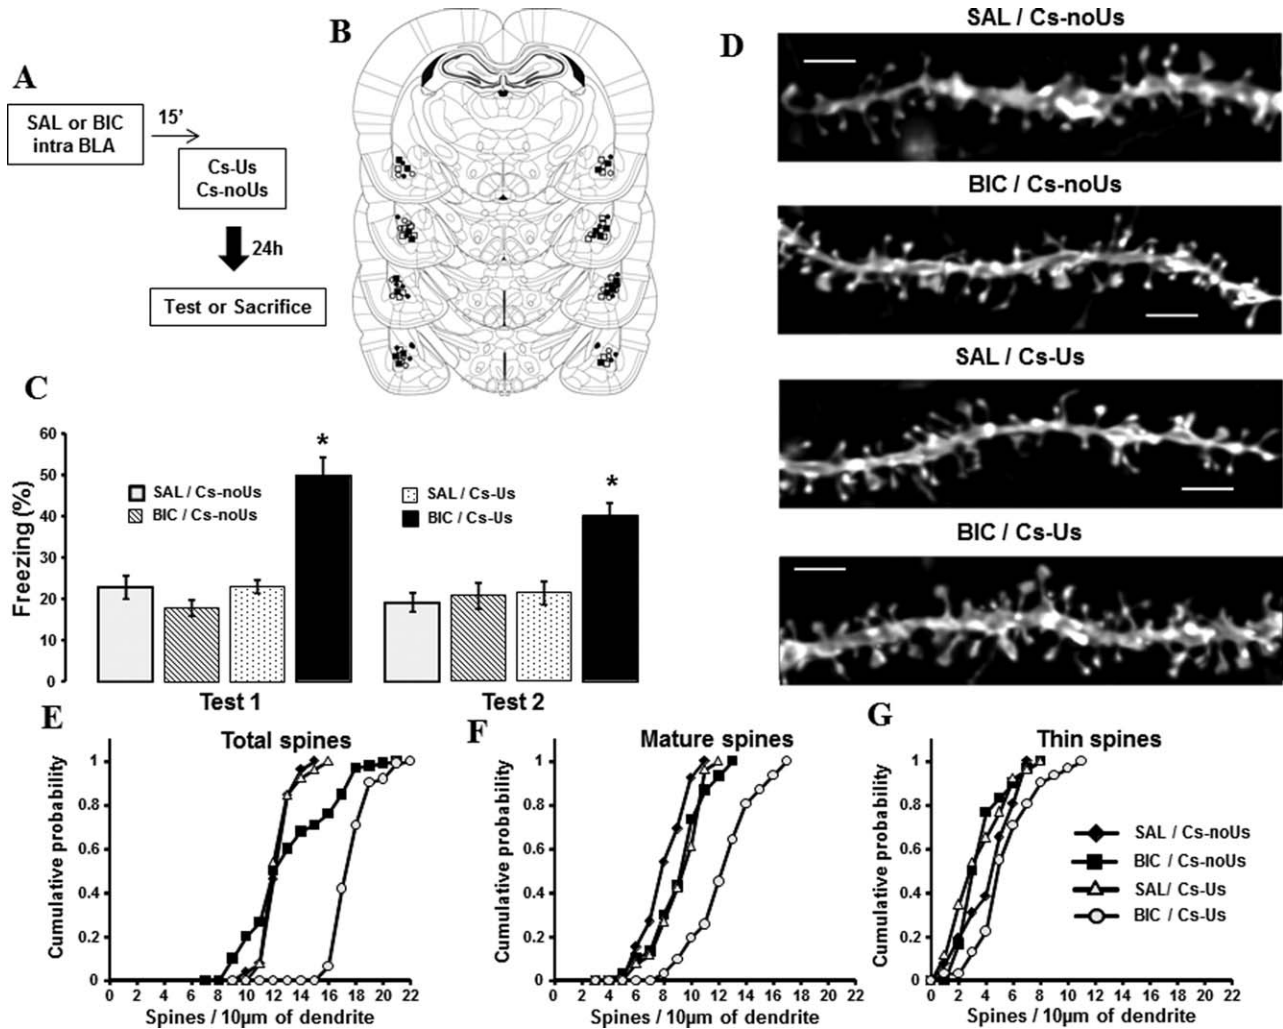 A
SAL or BIC
intra BLA
15'
Cs-Us
Cs-noUs
24h
Test or Sacrifice
B
C
Freezing (%)
60
50
40
30
20
10
0
SAL / Cs-noUs
BIC / Cs-noUs
SAL / Cs-Us
BIC / Cs-Us
*
*
Test 1
Test 2
D
SAL / Cs-noUs
BIC / Cs-noUs
SAL / Cs-Us
BIC / Cs-Us
E
Total spines
Cumulative probability
1
0.8
0.6
0.4
0.2
0
0 2 4 6 8 10 12 14 16 18 20 22
Spines / 10µm of dendrite
F
Mature spines
Cumulative probability
1
0.8
0.6
0.4
0.2
0
0 2 4 6 8 10 12 14 16 18 20 22
Spines / 10µm of dendrite
G
Thin spines
Cumulative probability
1
0.8
0.6
0.4
0.2
0
0 2 4 6 8 10 12 14 16 18 20 22
Spines / 10µm of dendrite
SAL / Cs-noUs
BIC / Cs-noUs
SAL/ Cs-Us
BIC / Cs-Us